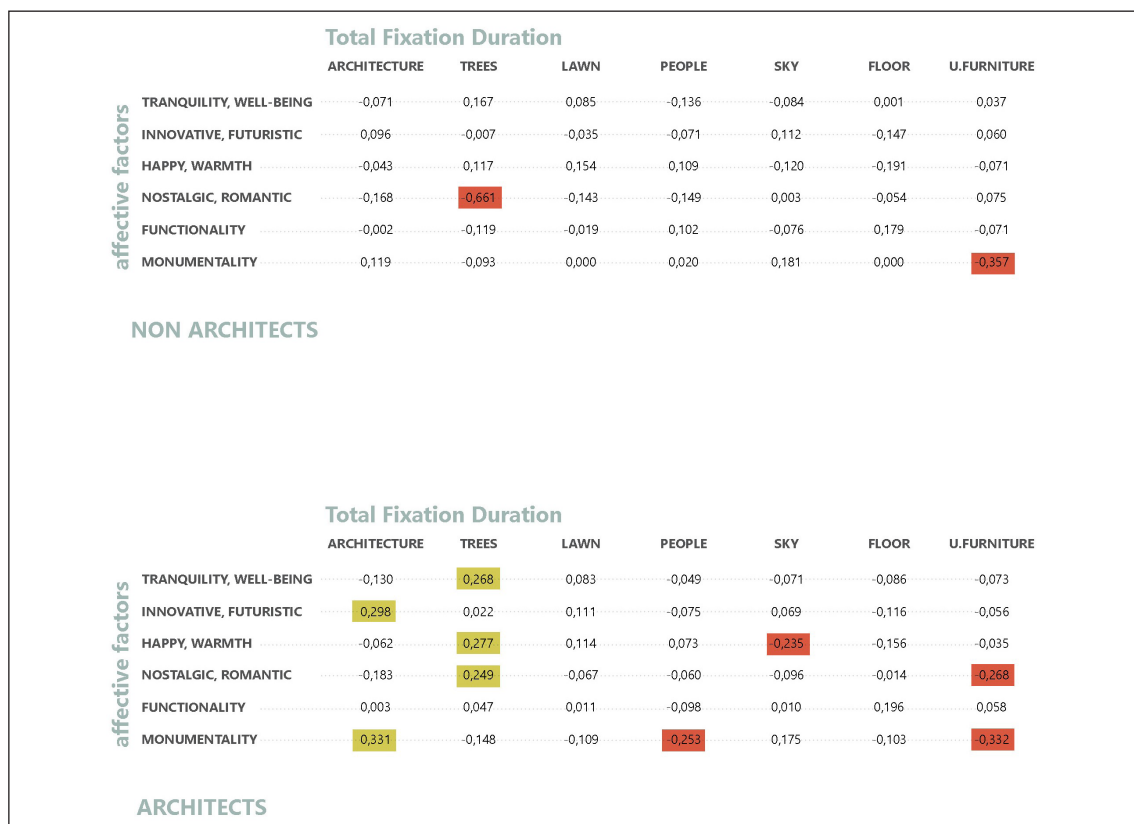 Total Fixation Duration
ARCHITECTURE TREES LAWN PEOPLE SKY FLOOR U.FURNITURE
affective factors
TRANQUILITY, WELL-BEING -0,071 0,167 0,085 -0,136 -0,084 0,001 0,037
INNOVATIVE, FUTURISTIC 0,096 -0,007 -0,035 -0,071 0,112 -0,147 0,060
HAPPY, WARMTH -0,043 0,117 0,154 0,109 -0,120 -0,191 -0,071
NOSTALGIC, ROMANTIC -0,168 -0,661 -0,143 -0,149 0,003 -0,054 0,075
FUNCTIONALITY -0,002 -0,119 -0,019 0,102 -0,076 0,179 -0,071
MONUMENTALITY 0,119 -0,093 0,000 0,020 0,181 0,000 -0,357
NON ARCHITECTS
Total Fixation Duration
ARCHITECTURE TREES LAWN PEOPLE SKY FLOOR U.FURNITURE
affective factors
TRANQUILITY, WELL-BEING -0,130 0,268 0,083 -0,049 -0,071 -0,086 -0,073
INNOVATIVE, FUTURISTIC 0,298 0,022 0,111 -0,075 0,069 -0,116 -0,056
HAPPY, WARMTH -0,062 0,277 0,114 0,073 -0,235 -0,156 -0,035
NOSTALGIC, ROMANTIC -0,183 0,249 -0,067 -0,060 -0,096 -0,014 -0,268
FUNCTIONALITY 0,003 0,047 0,011 -0,098 0,010 0,196 0,058
MONUMENTALITY 0,331 -0,148 -0,109 -0,253 0,175 -0,103 -0,332
ARCHITECTS